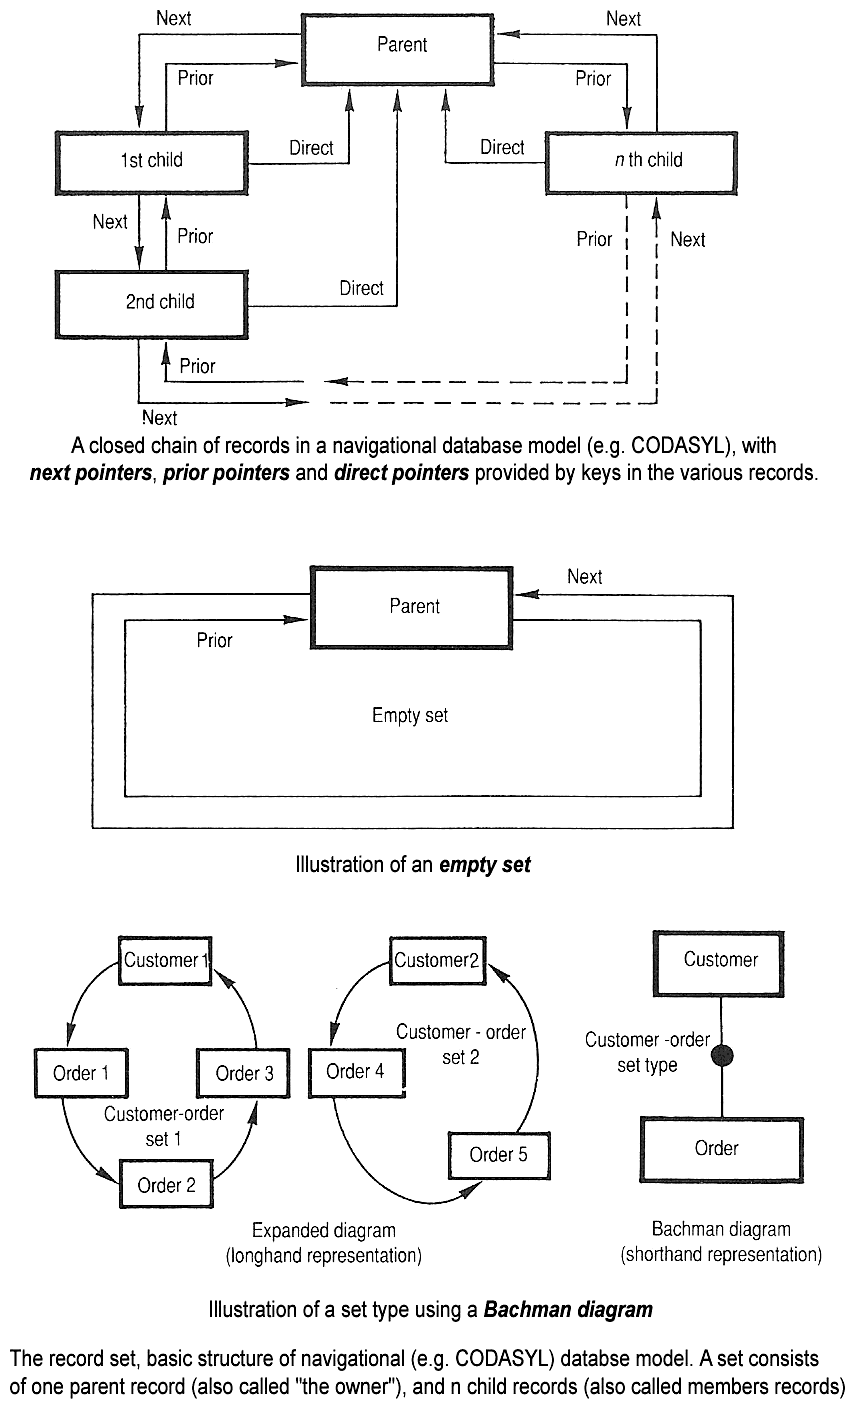 Next
Next
Parent
Prior
Prior
Direct
Direct
1st child
n th child
Next
Prior
Prior
Next
2nd child
Direct
Prior
Next
A closed chain of records in a navigational database model (e.g. CODASYL), with
next pointers, prior pointers and direct pointers provided by keys in the various records.
Next
Parent
Prior
Empty set
Illustration of an empty set
Customer1
Customer2
Customer
Customer - order
set 2
Customer -order
set type
Order 1
Order 3
Order 4
Customer-order
set 1
Order 2
Order 5
Order
Expanded diagram
(longhand representation)
Bachman diagram
(shorthand representation)
Illustration of a set type using a Bachman diagram
The record set, basic structure of navigational (e.g. CODASYL) databse model. A set consists
of one parent record (also called "the owner"), and n child records (also called members records)